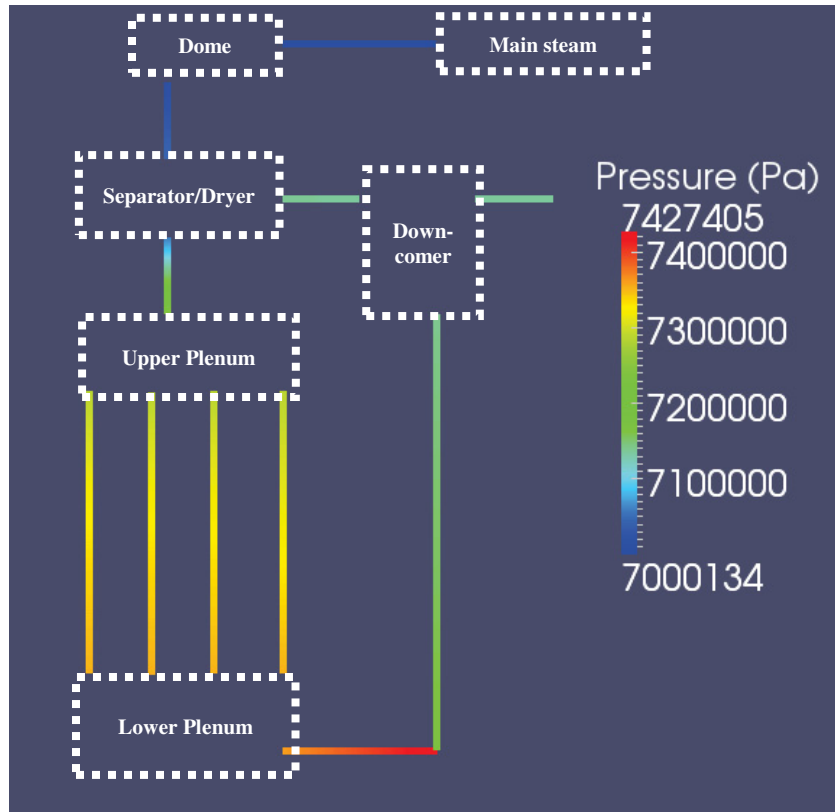 Dome
Main steam
Separator/Dryer
Down-
comer
Pressure (Pa)
7427405
7400000
7300000
7200000
7100000
7000134
Upper Plenum
Lower Plenum